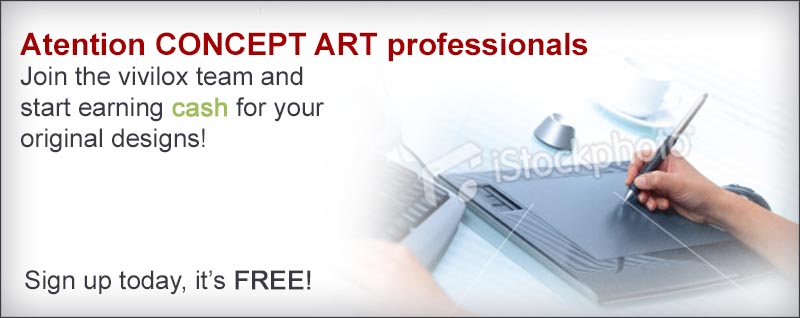 Atention CONCEPT ART professionals
Join the vivilox team and
start earning cash for your
original designs!
iStockphoto
Sign up today, it’s FREE!